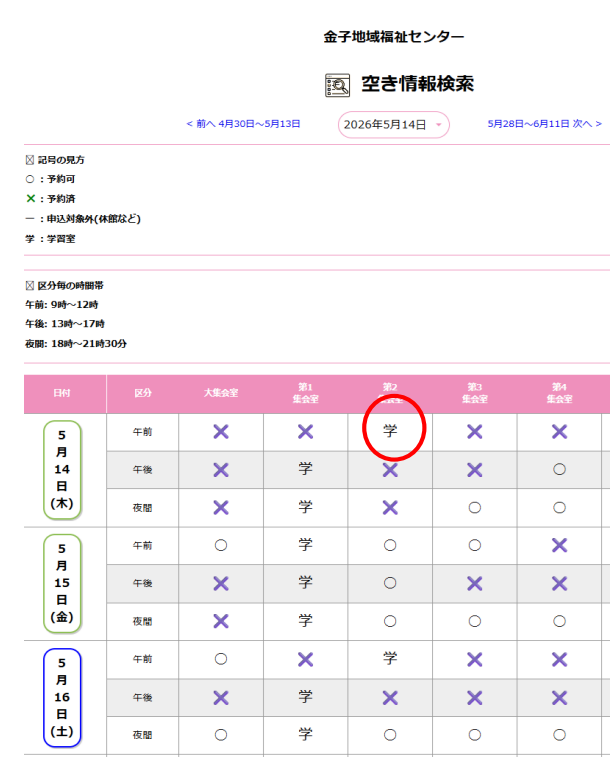 金子地域福祉センター
空き情報検索
< 前へ 4月30日～5月13日 2026年5月14日 5月28日～6月11日 次へ >
記号の見方
○ : 予約可
✕ : 予約済
ー : 申込対象外(休館など)
学 : 学習室
区分毎の時間帯
午前: 9時～12時
午後: 13時～17時
夜間: 18時～21時30分
日付 区分 大集会室 第1集会室 第2集会室 第3集会室 第4集会室
5月14日(木)
午前 ✕ ✕ 学 ✕ ✕
午後 ✕ 学 ✕ ✕ ○
夜間 ✕ 学 ✕ ○ ○
5月15日(金)
午前 ○ 学 ○ ○ ✕
午後 ✕ 学 ○ ✕ ✕
夜間 ✕ 学 ○ ○ ○
5月16日(土)
午前 ○ ✕ 学 ✕ ✕
午後 ✕ 学 ✕ ✕ ✕
夜間 ○ 学 ○ ○ ○